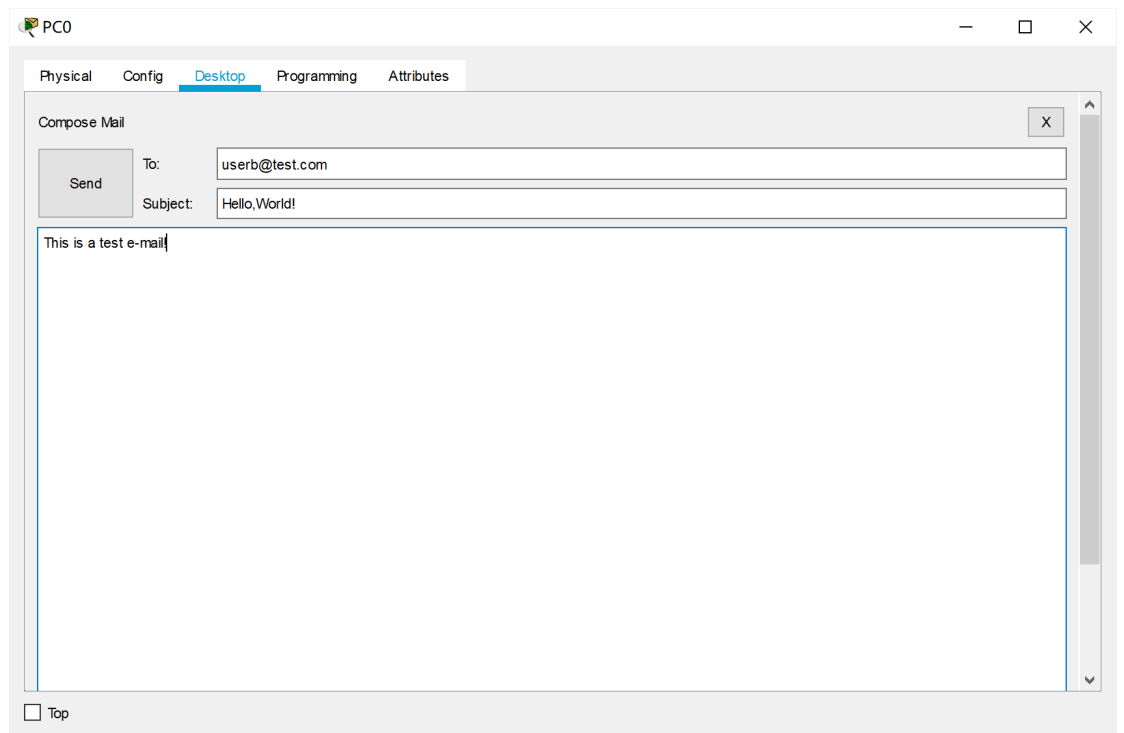 PC0
Physical Config Desktop Programming Attributes
Compose Mail X
Send
To: userb@test.com
Subject: Hello,World!
This is a test e-mail!
Top